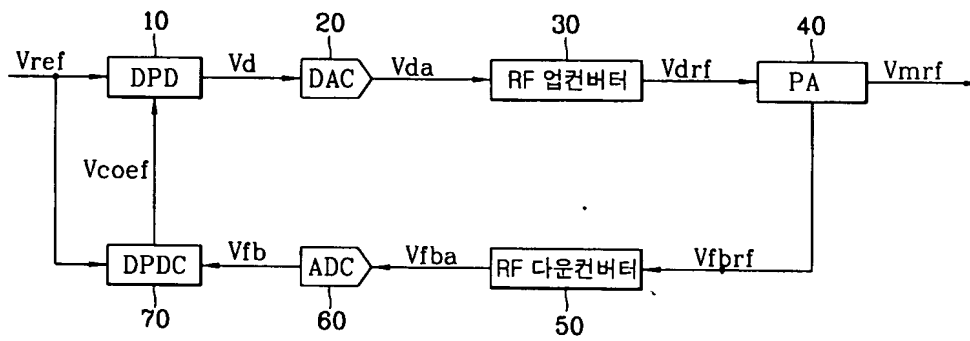 10
20
30
40
Vref
DPD
Vd
DAC
Vda
RF 업컨버터
Vdrf
PA
Vmrf
Vcoef
DPDC
Vfb
ADC
Vfba
RF 다운컨버터
Vfbrf
70
60
50